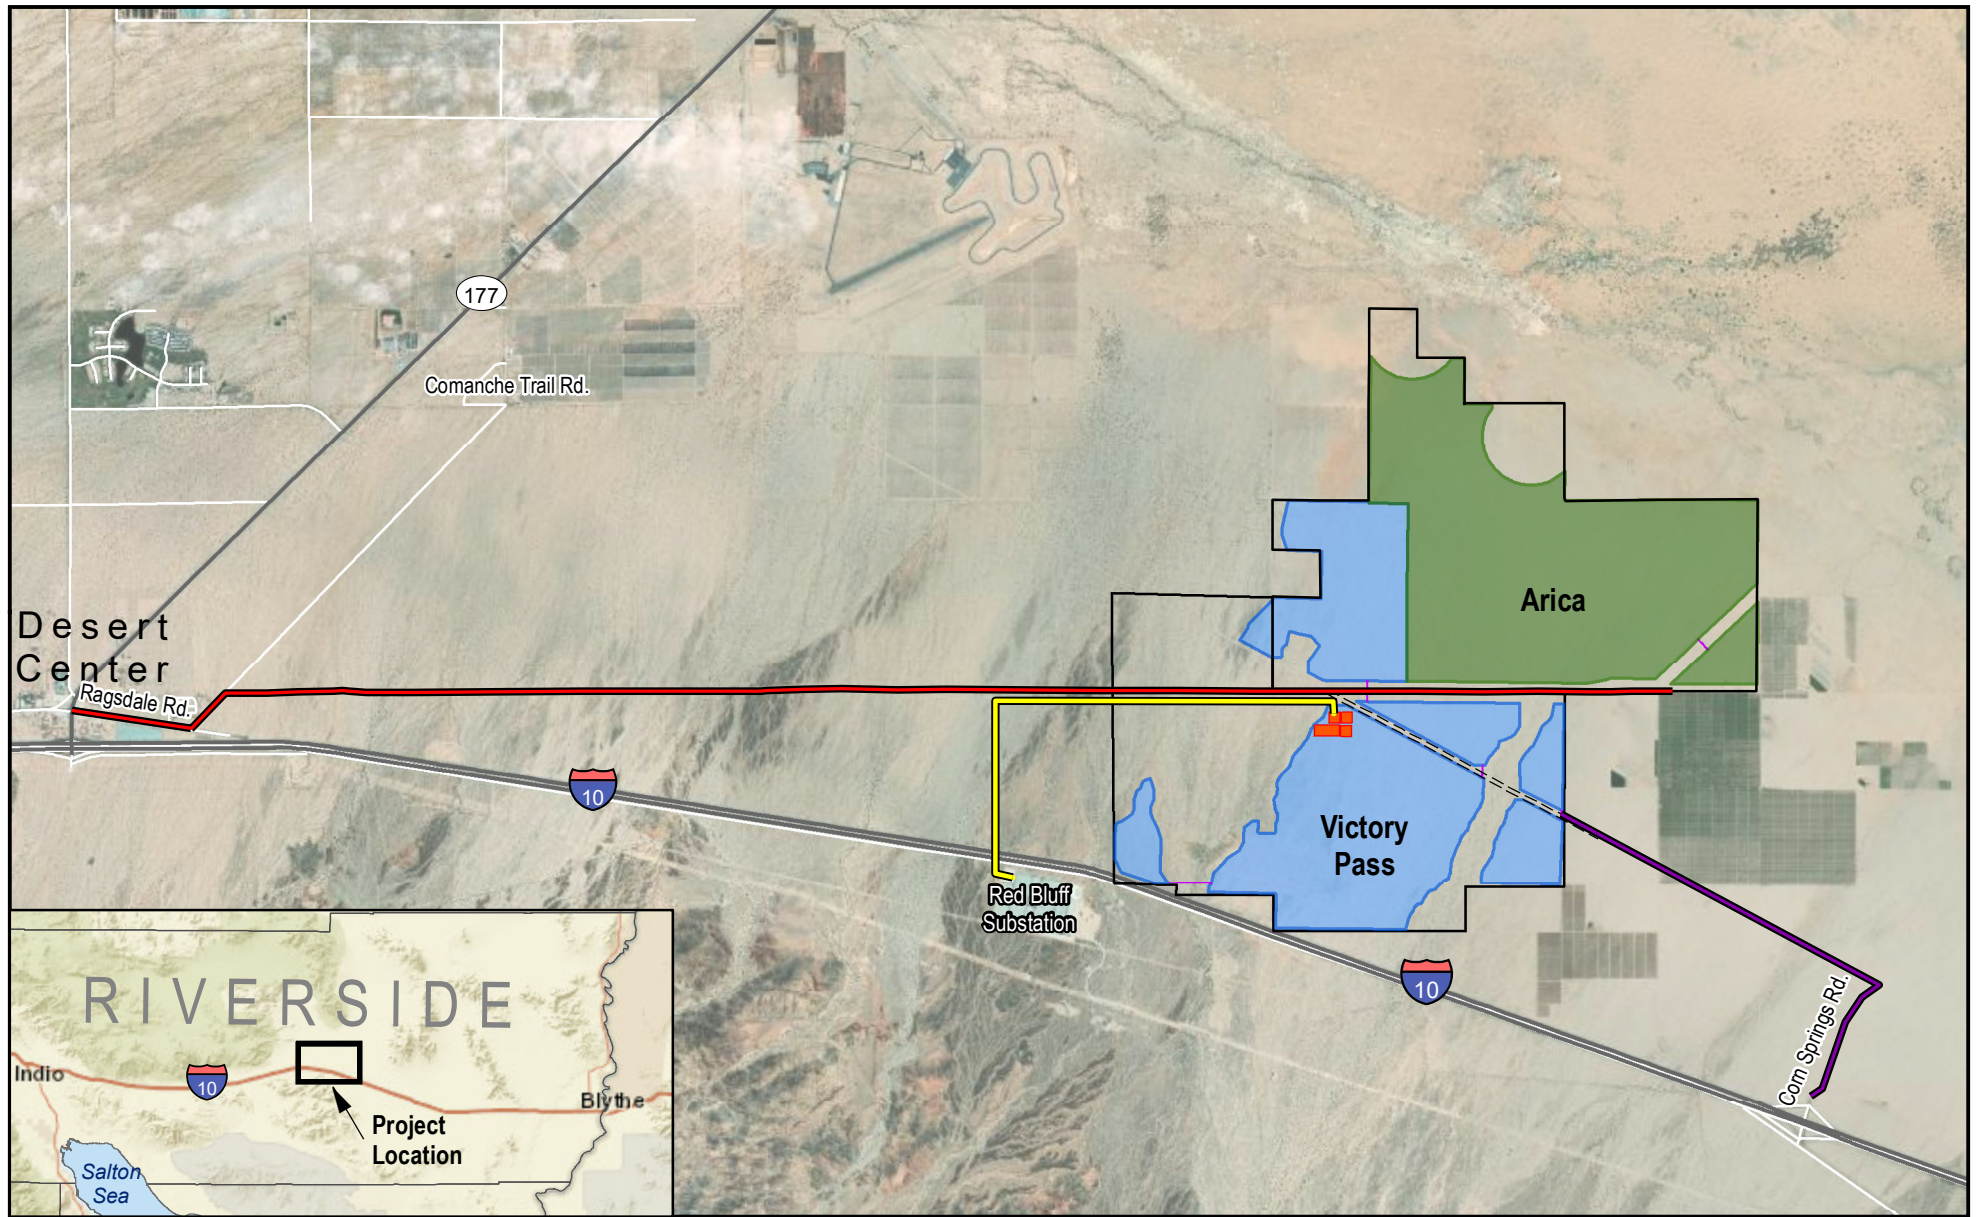 177
Comanche Trail Rd.
Desert
Center
Ragsdale Rd.
Arica
10
Victory
Pass
Red Bluff
Substation
10
Corn Springs Rd.
RIVERSIDE
Indio
10
Blythe
Project
Location
Salton
Sea